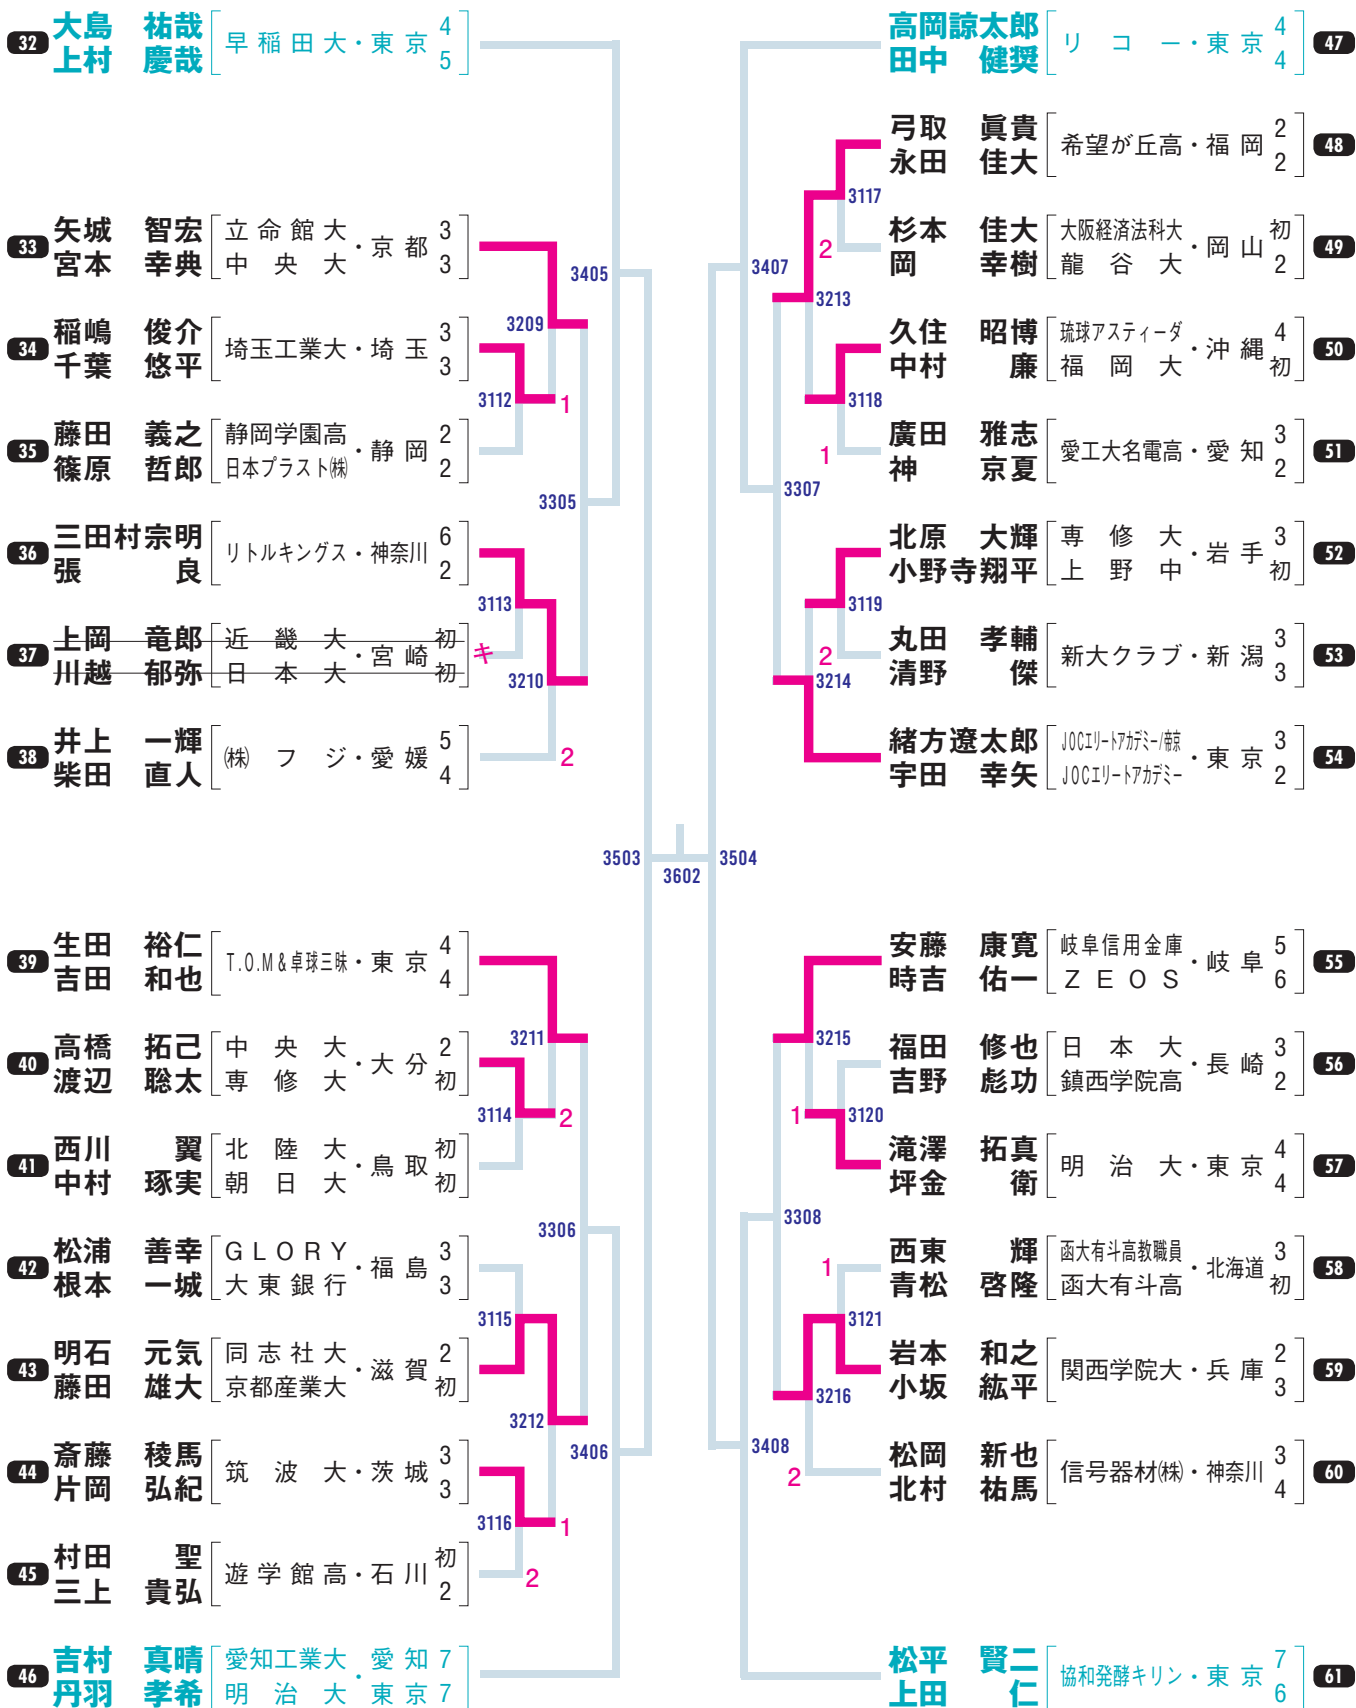 32 大島 祐哉 早稲田大・東京 4
上村 慶哉 5
33 矢城 智宏 立命館大・京都 3
宮本 幸典 中央大 3
3405
3209
34 稲嶋 俊介 埼玉工業大・埼玉 3
千葉 悠平 3
3112 1
35 藤田 義之 静岡学園高・静岡 2
篠原 哲郎 日本プラスト㈱ 2
3305
36 三田村宗明 リトルキングス・神奈川 6
張 良 2
3113
37 上岡 竜郎 近畿大・宮崎 初 キ
川越 郁弥 日本大 初
3210
38 井上 一輝 ㈱フジ・愛媛 5 2
柴田 直人 4
3503
3602
3504
39 生田 裕仁 T.O.M&卓球三昧・東京 4
吉田 和也 4
3211
40 高橋 拓己 中央大・大分 2
渡辺 聡太 専修大 初
3114 2
41 西川 翼 北陸大・鳥取 初
中村 琢実 朝日大 初
3306
42 松浦 善幸 GLORY・福島 3
根本 一城 大東銀行 3
3115
43 明石 元気 同志社大・滋賀 2
藤田 雄大 京都産業大 初
3212
3406
44 斎藤 稜馬 筑波大・茨城 3
片岡 弘紀 3
3116 1
45 村田 聖 遊学館高・石川 初 2
三上 貴弘 2
46 吉村 真晴 愛知工業大・愛知 7
丹羽 孝希 明治大・東京 7
高岡諒太郎 リコー・東京 4 47
田中 健奨 4
弓取 眞貴 希望が丘高・福岡 2 48
永田 佳大 2
3117
杉本 佳大 大阪経済法科大・岡山 初 49
岡 幸樹 龍谷大 2
2
3407
3213
久住 昭博 琉球アスティーダ・沖縄 4 50
中村 廉 福岡大 初
3118
廣田 雅志 愛工大名電高・愛知 3 51
神 京夏 2
1
3307
北原 大輝 専修大・岩手 3 52
小野寺翔平 上野中 初
3119
丸田 孝輔 新大クラブ・新潟 3 53
清野 傑 3
2
3214
緒方遼太郎 JOCエリートアカデミー/帝京・東京 3 54
宇田 幸矢 JOCエリートアカデミー 2
安藤 康寛 岐阜信用金庫・岐阜 5 55
時吉 佑一 ZEOS 6
3215
福田 修也 日本大・長崎 3 56
吉野 彪功 鎮西学院高 2
1 3120
滝澤 拓真 明治大・東京 4 57
坪金 衛 4
3308
西東 輝 函大有斗高教職員・北海道 3 58
青松 啓隆 函大有斗高 初
1
3121
岩本 和之 関西学院大・兵庫 2 59
小坂 紘平 3
3216
3408
松岡 新也 信号器材㈱・神奈川 3 60
北村 祐馬 4
2
松平 賢二 協和発酵キリン・東京 7 61
上田 仁 6